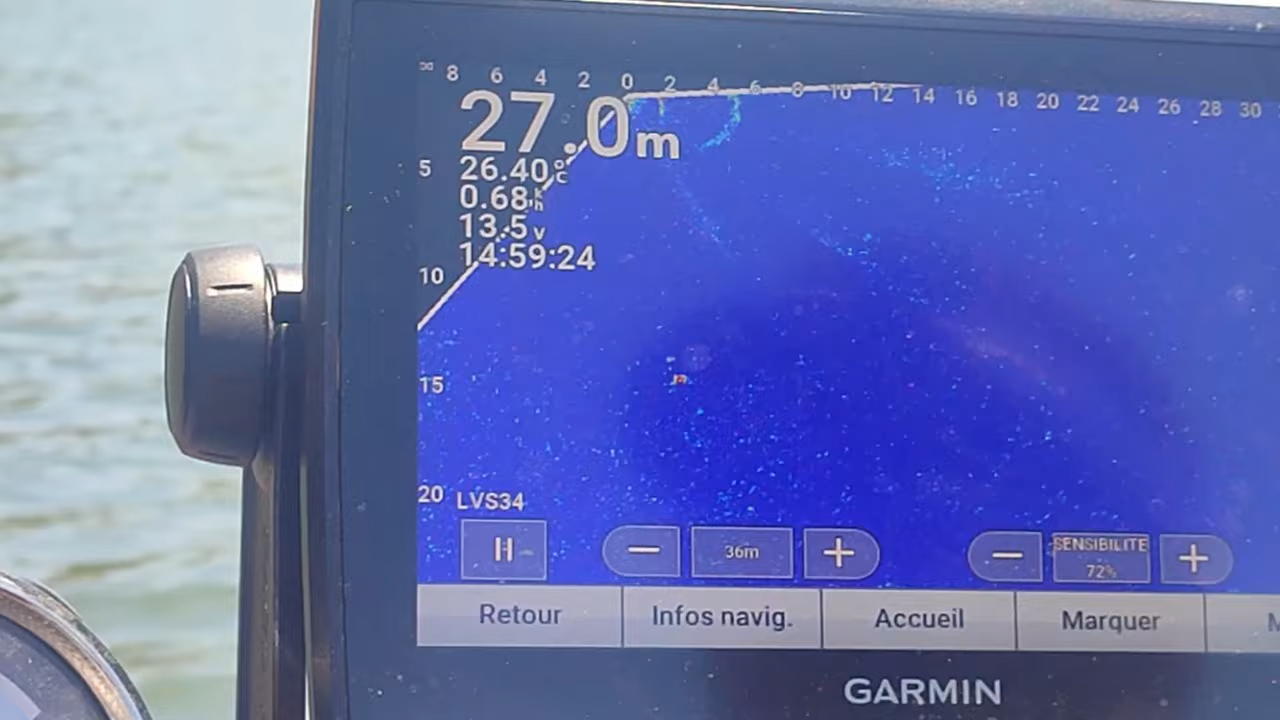 8 6 4 2 0 2 4 6 8 10 12 14 16 18 20 22 24 26 28 30
27.0m
5
26.40°C
0.68k/h
13.5v
14:59:24
10
15
20
LVS34
36m
SENSIBILITE
72%
Retour Infos navig. Accueil Marquer M
GARMIN